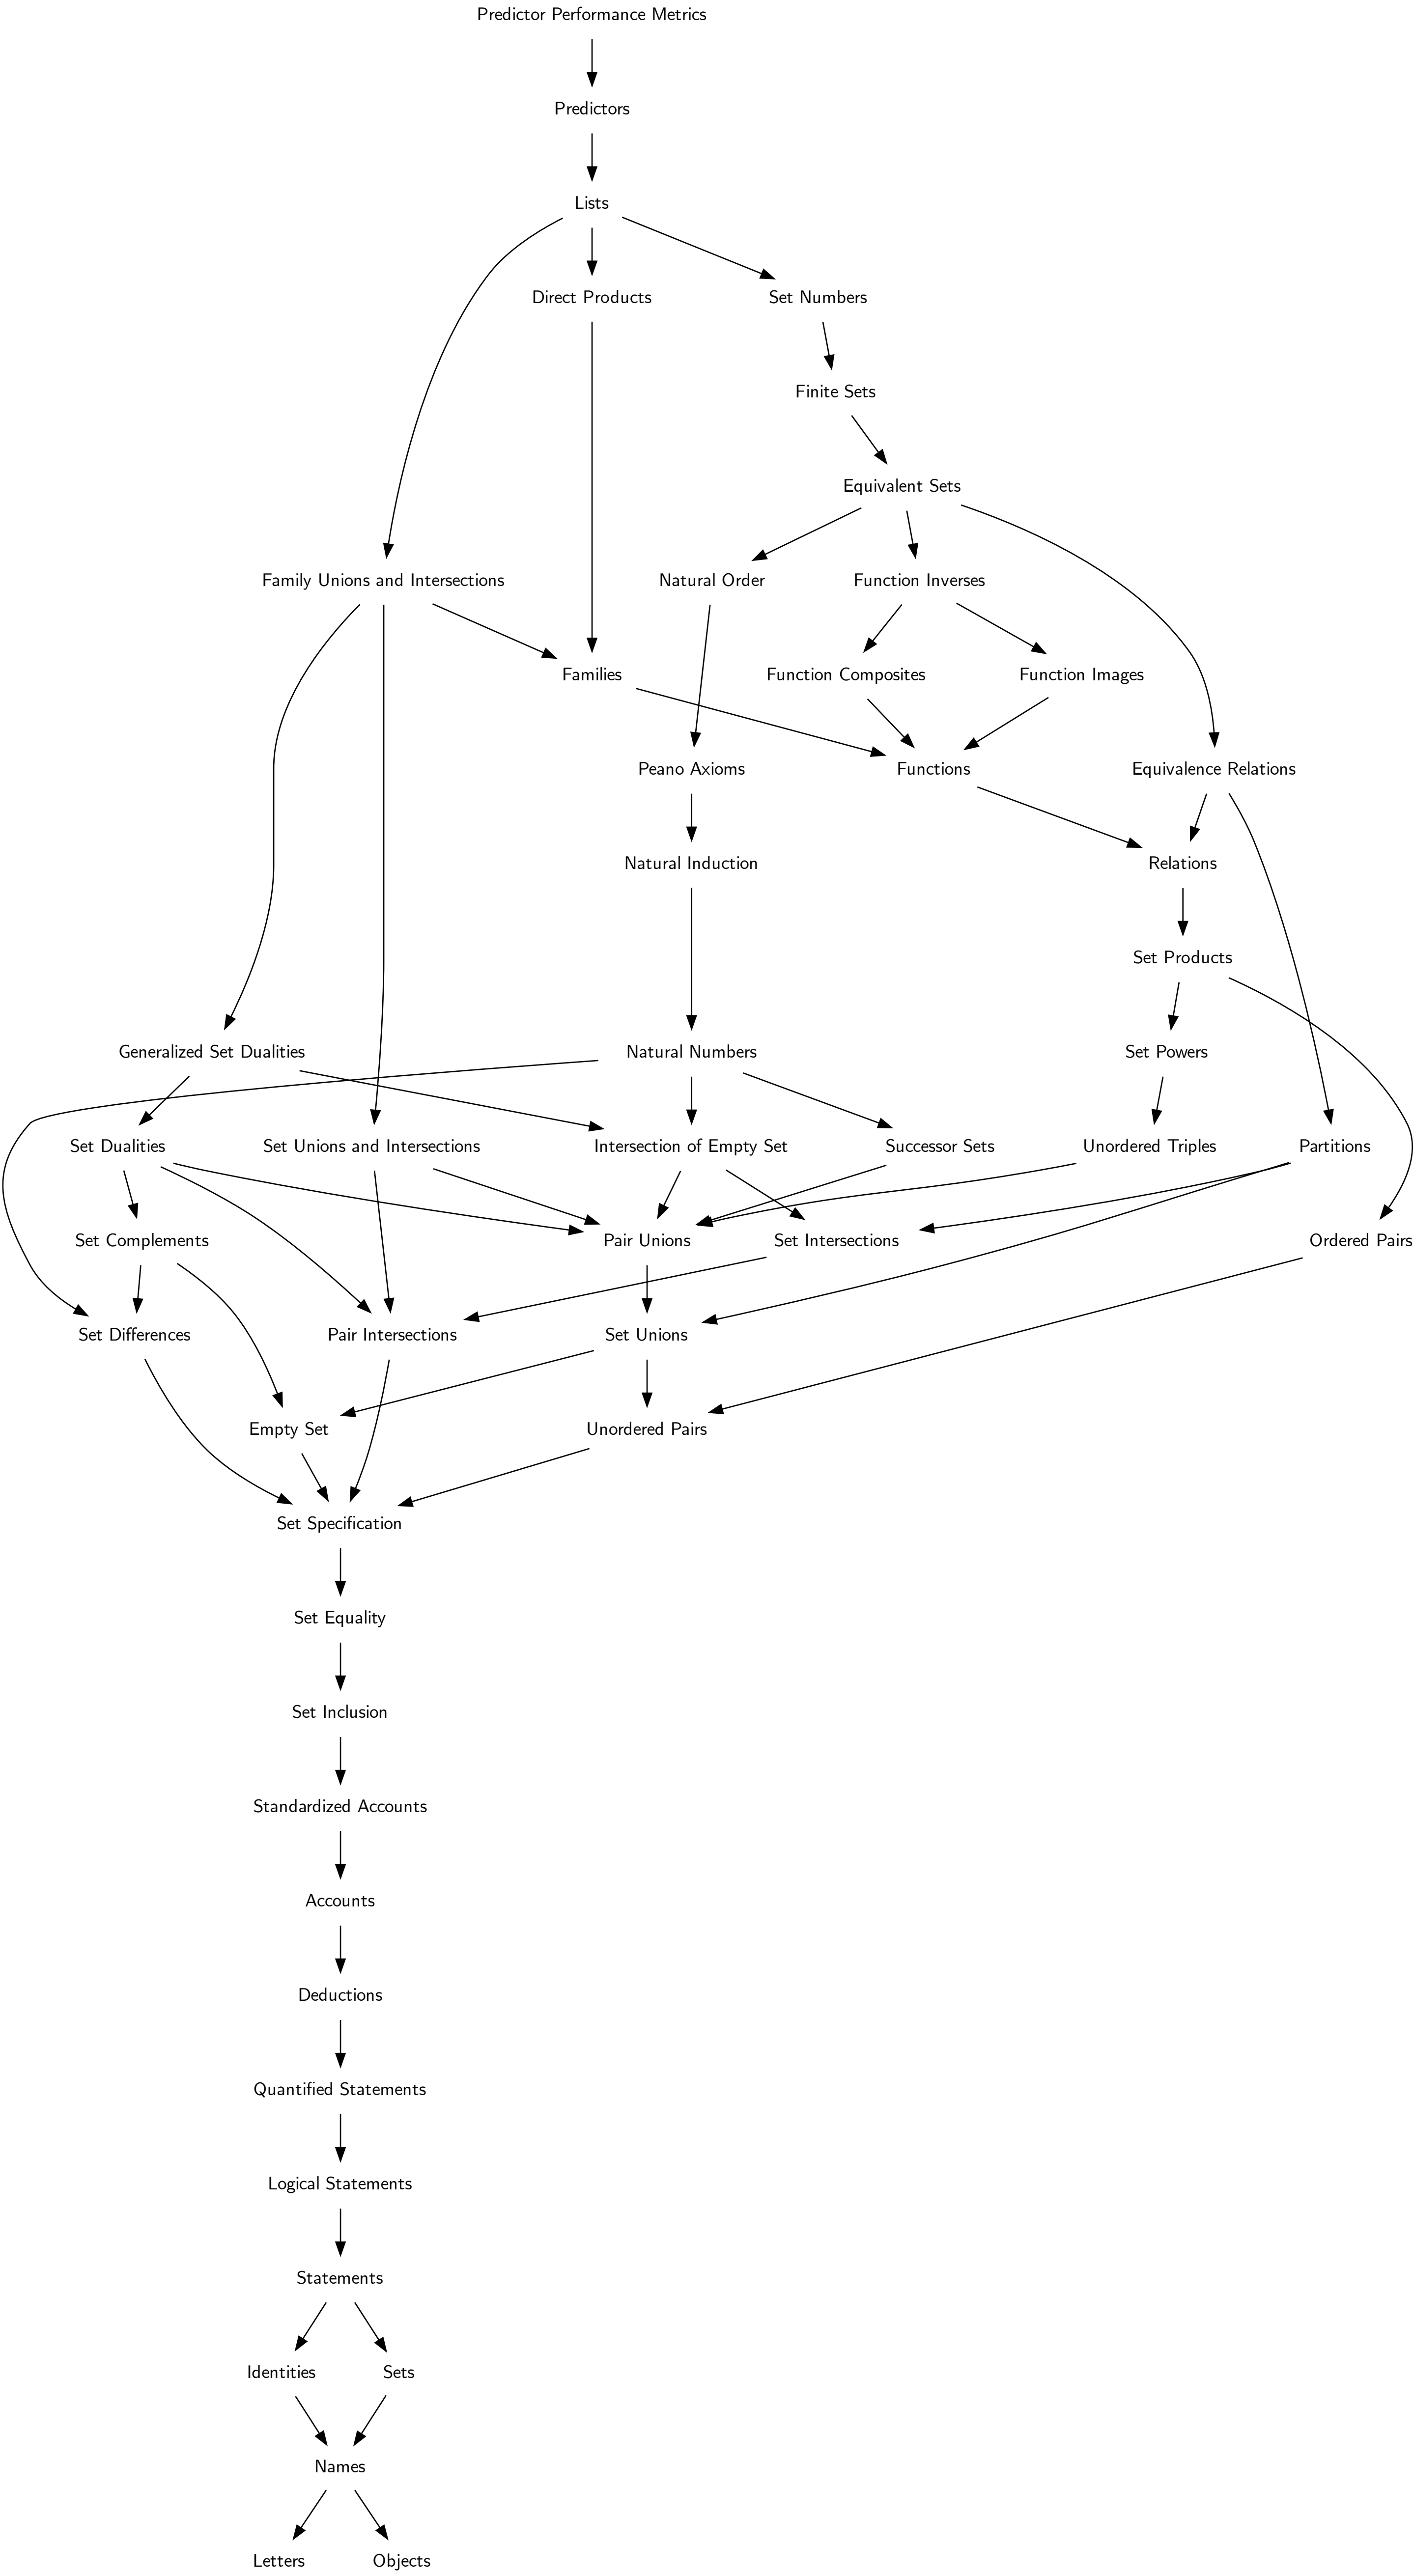 Predictor Performance Metrics
Predictors
Lists
Direct Products
Set Numbers
Finite Sets
Equivalent Sets
Family Unions and Intersections
Natural Order
Function Inverses
Families
Function Composites
Function Images
Peano Axioms
Functions
Equivalence Relations
Natural Induction
Relations
Set Products
Generalized Set Dualities
Natural Numbers
Set Powers
Set Dualities
Set Unions and Intersections
Intersection of Empty Set
Successor Sets
Unordered Triples
Partitions
Set Complements
Pair Unions
Set Intersections
Ordered Pairs
Set Differences
Pair Intersections
Set Unions
Empty Set
Unordered Pairs
Set Specification
Set Equality
Set Inclusion
Standardized Accounts
Accounts
Deductions
Quantified Statements
Logical Statements
Statements
Identities
Sets
Names
Letters
Objects